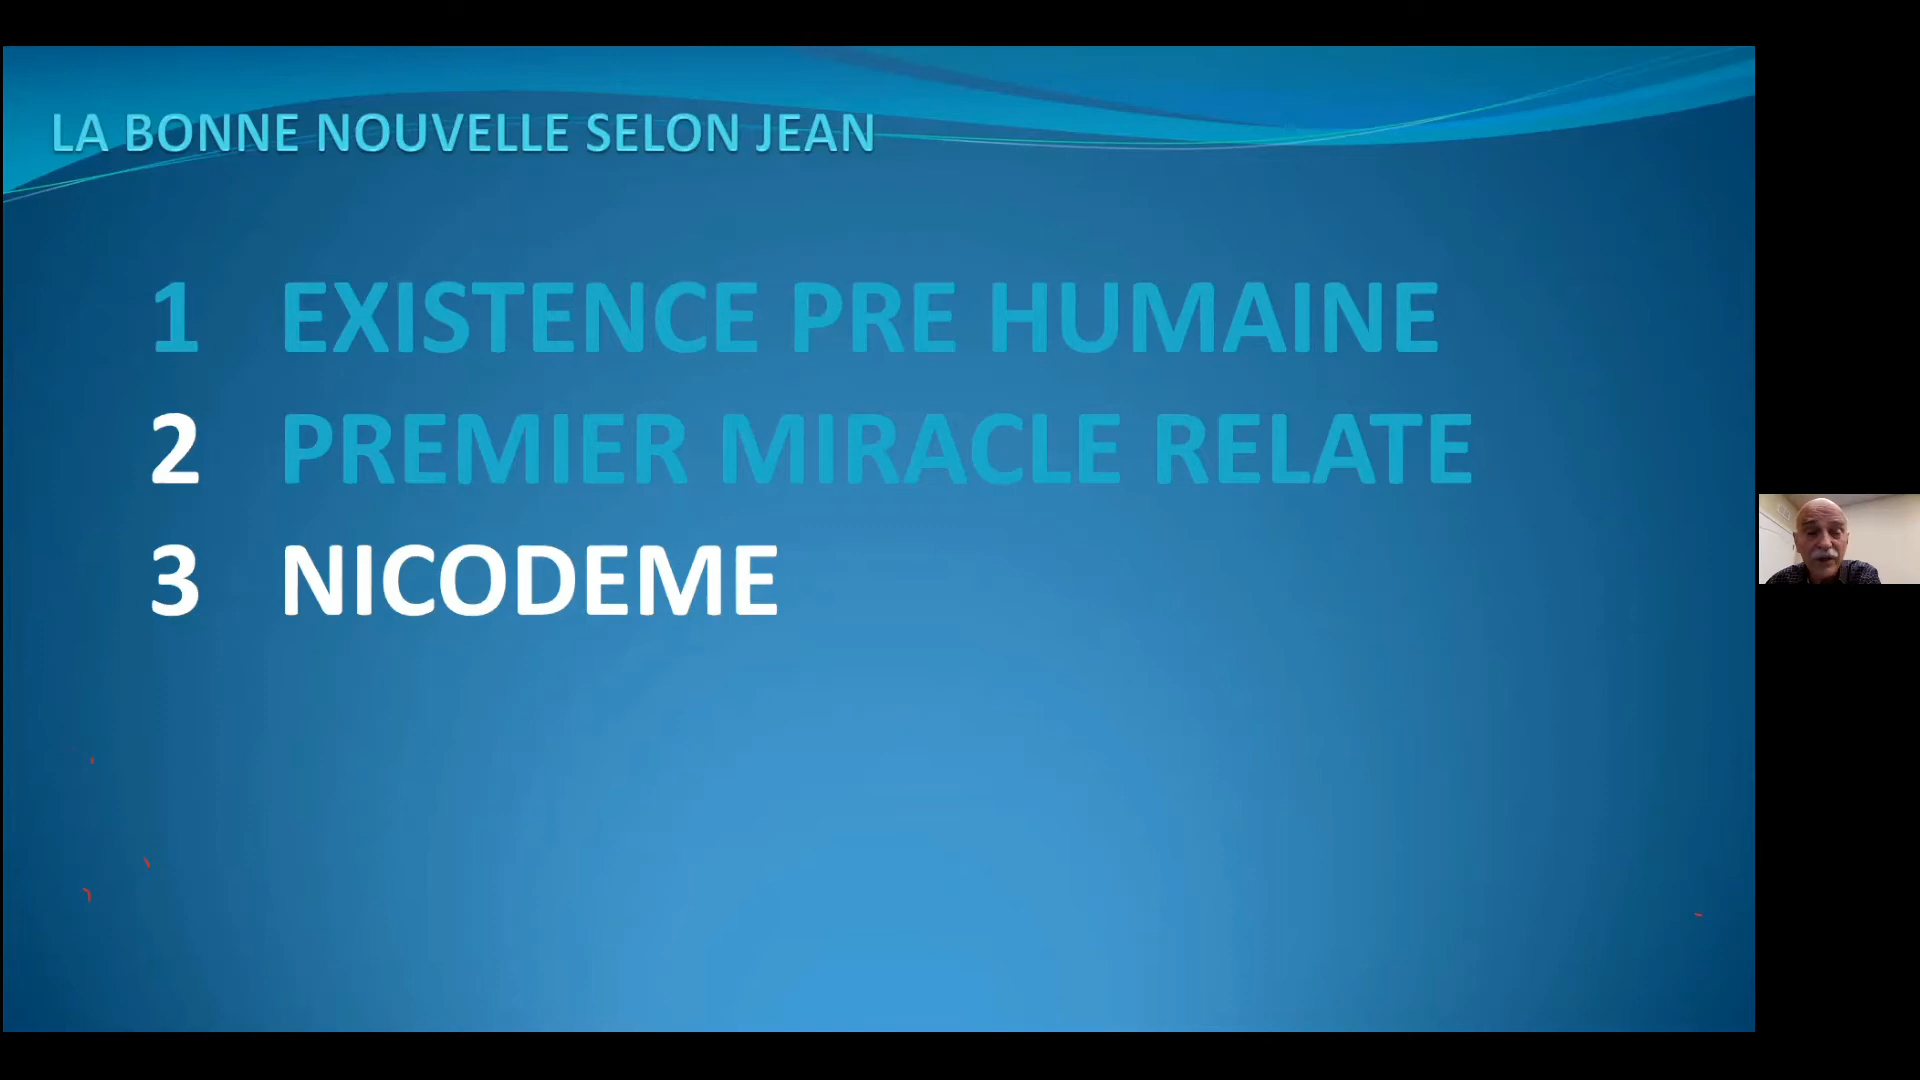 LA BONNE NOUVELLE SELON JEAN
1 EXISTENCE PRE HUMAINE
2 PREMIER MIRACLE RELATE
3 NICODEME